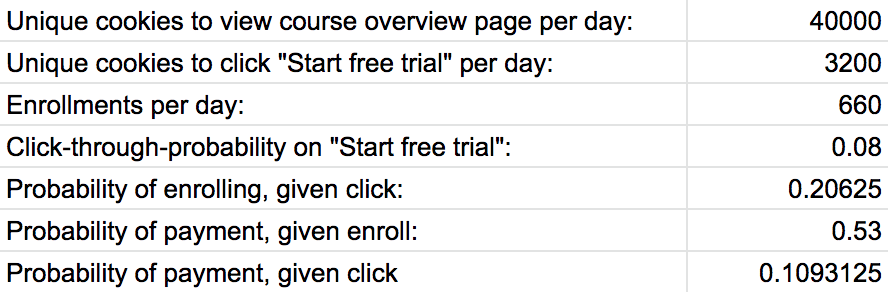 Unique cookies to view course overview page per day: 40000
Unique cookies to click "Start free trial" per day: 3200
Enrollments per day: 660
Click-through-probability on "Start free trial": 0.08
Probability of enrolling, given click: 0.20625
Probability of payment, given enroll: 0.53
Probability of payment, given click 0.1093125